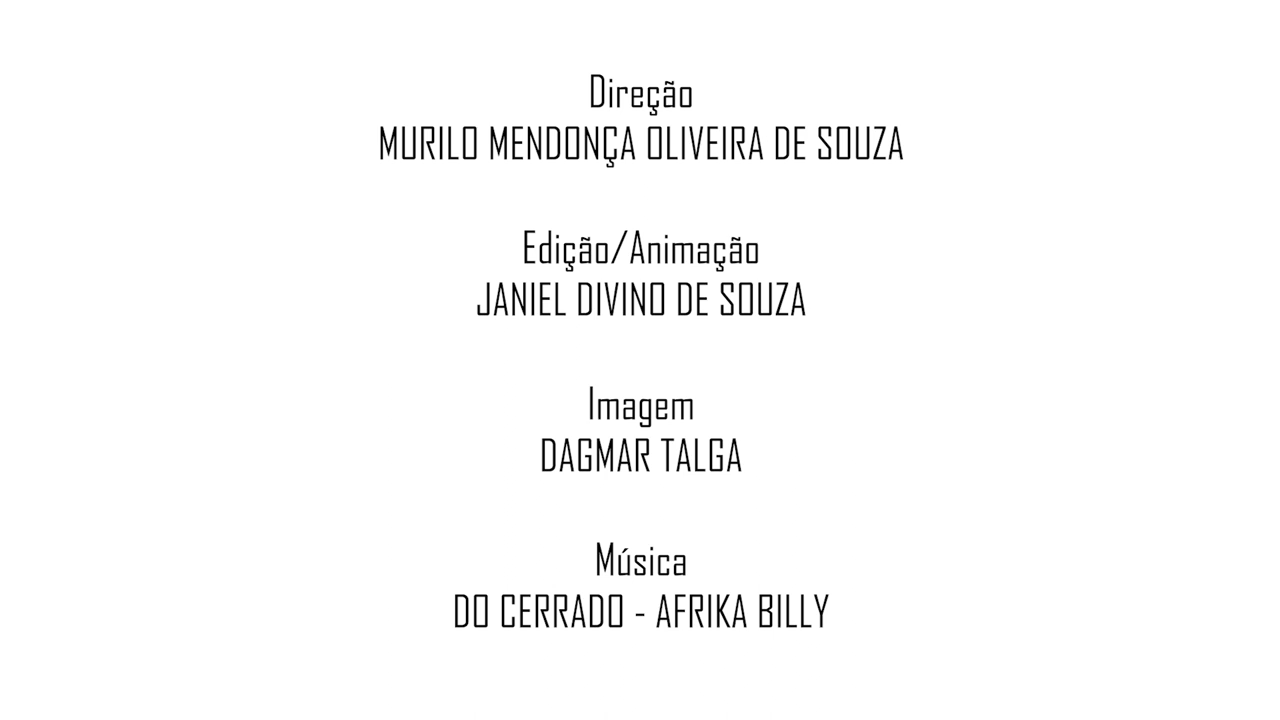 Direção
MURILO MENDONÇA OLIVEIRA DE SOUZA
Edição/Animação
JANIEL DIVINO DE SOUZA
Imagem
DAGMAR TALGA
Música
DO CERRADO - AFRIKA BILLY